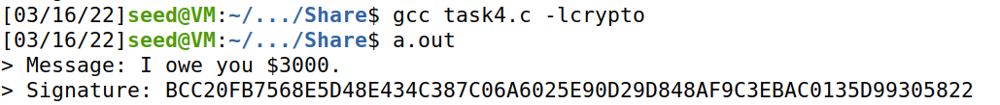 [03/16/22]seed@VM:~/.../Share$ gcc task4.c -lcrypto
[03/16/22]seed@VM:~/.../Share$ a.out
> Message: I owe you $3000.
> Signature: BCC20FB7568E5D48E434C387C06A6025E90D29D848AF9C3EBAC0135D99305822